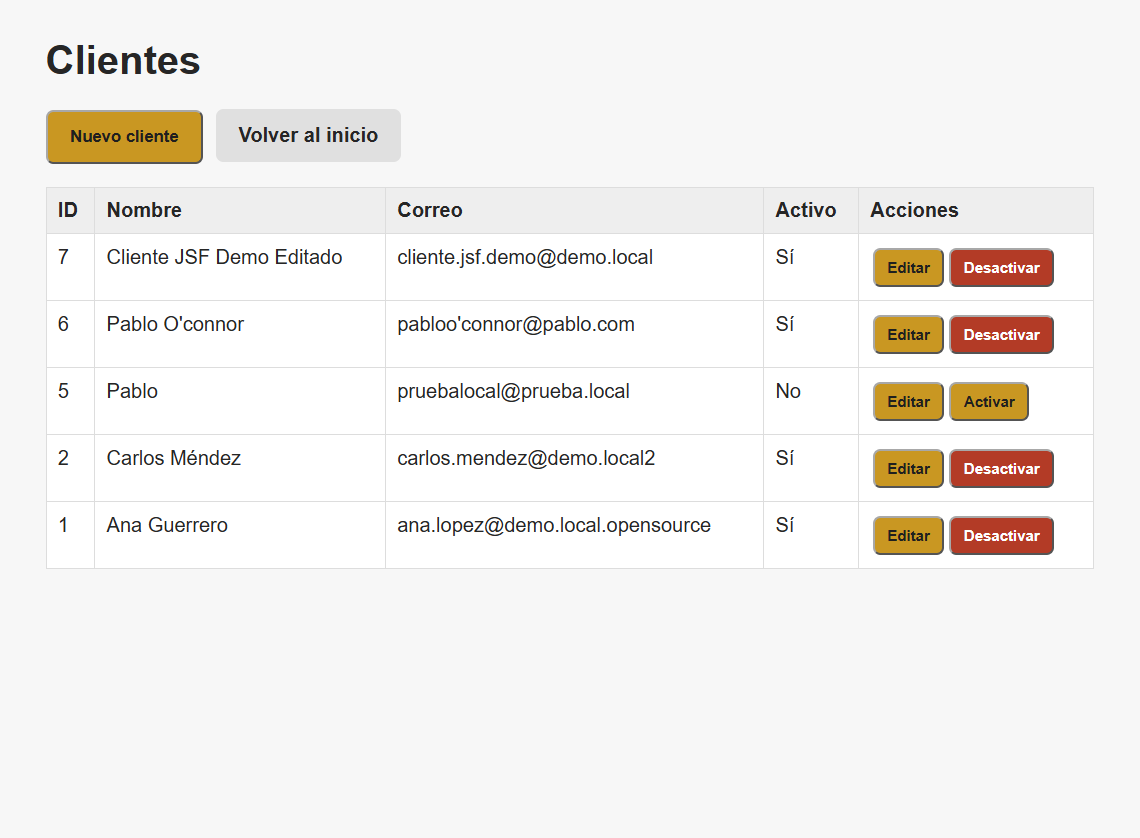 Clientes
Nuevo cliente Volver al inicio
ID Nombre Correo Activo Acciones
7 Cliente JSF Demo Editado cliente.jsf.demo@demo.local Sí Editar Desactivar
6 Pablo O'connor pabloo'connor@pablo.com Sí Editar Desactivar
5 Pablo pruebalocal@prueba.local No Editar Activar
2 Carlos Méndez carlos.mendez@demo.local2 Sí Editar Desactivar
1 Ana Guerrero ana.lopez@demo.local.opensource Sí Editar Desactivar